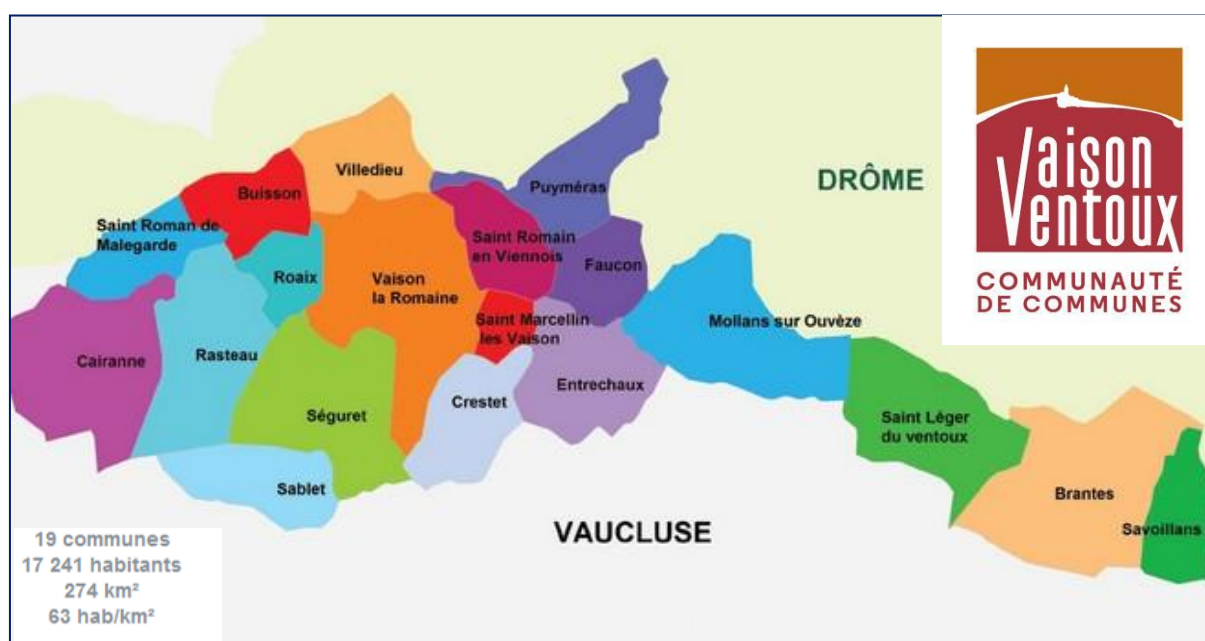 Villedieu
Puyméras
DRÔME
Buisson
Saint Roman de
Malegarde
Saint Romain
en Viennois
Faucon
Roaix
Vaison
la Romaine
Saint Marcellin
les Vaison
Mollans sur Ouvèze
Cairanne
Rasteau
Entrechaux
Crestet
Séguret
Saint Léger
du ventoux
Sablet
Brantes
Savoillans
VAUCLUSE
Vaison
Ventoux
COMMUNAUTÉ
DE COMMUNES
19 communes
17 241 habitants
274 km²
63 hab/km²